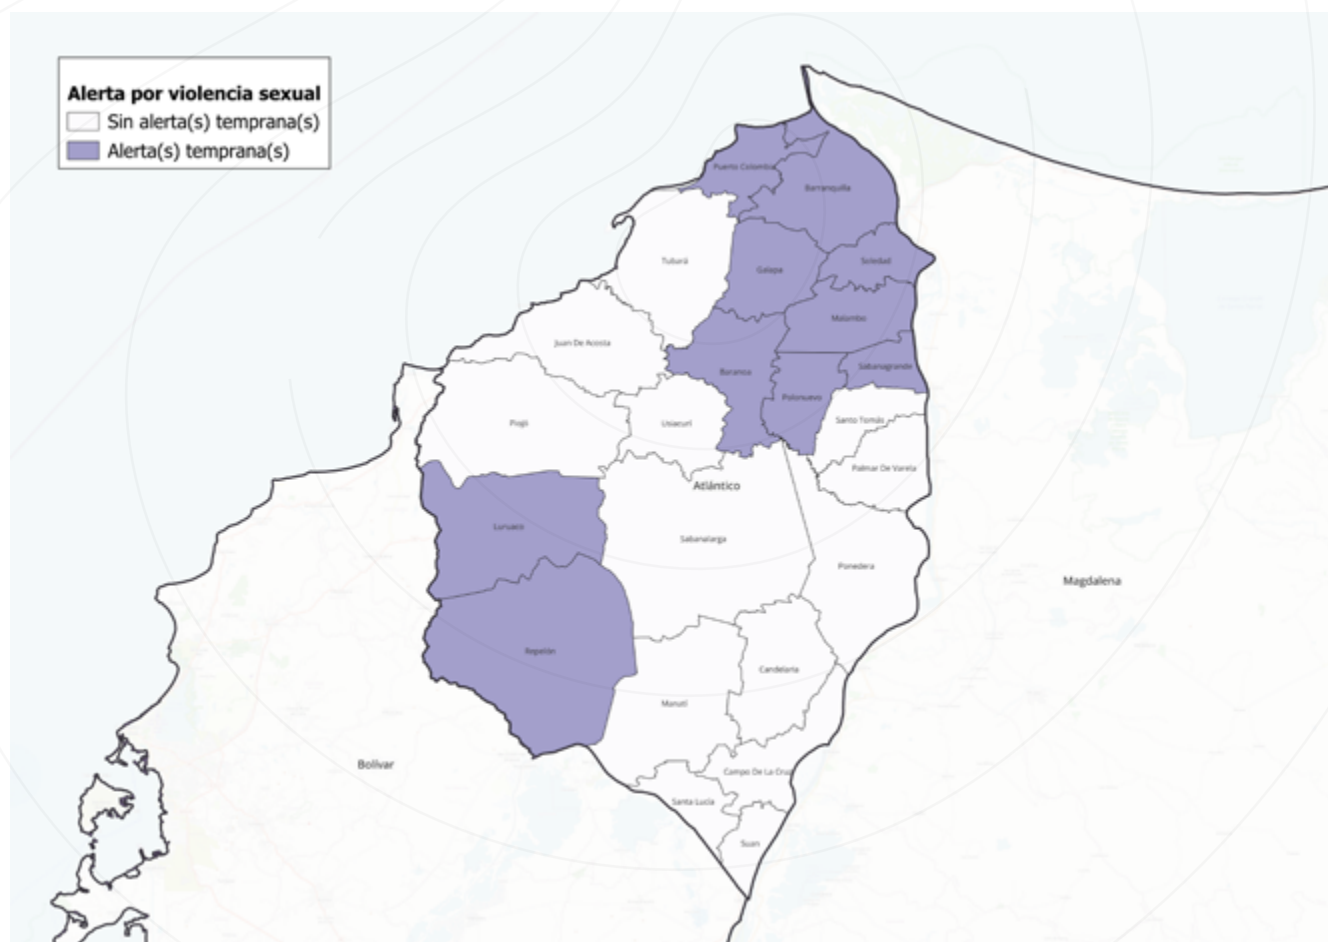 Alerta por violencia sexual
Sin alerta(s) temprana(s)
Alerta(s) temprana(s)
Puerto Colombia
Barranquilla
Tubará
Galapa
Soledad
Malambo
Juan De Acosta
Baranoa
Sabanagrande
Polonuevo
Piojó
Usiacurí
Santo Tomás
Palmar De Varela
Atlántico
Luruaco
Sabanalarga
Ponedera
Magdalena
Repelón
Candelaria
Manatí
Bolívar
Campo De La Cruz
Santa Lucía
Suan